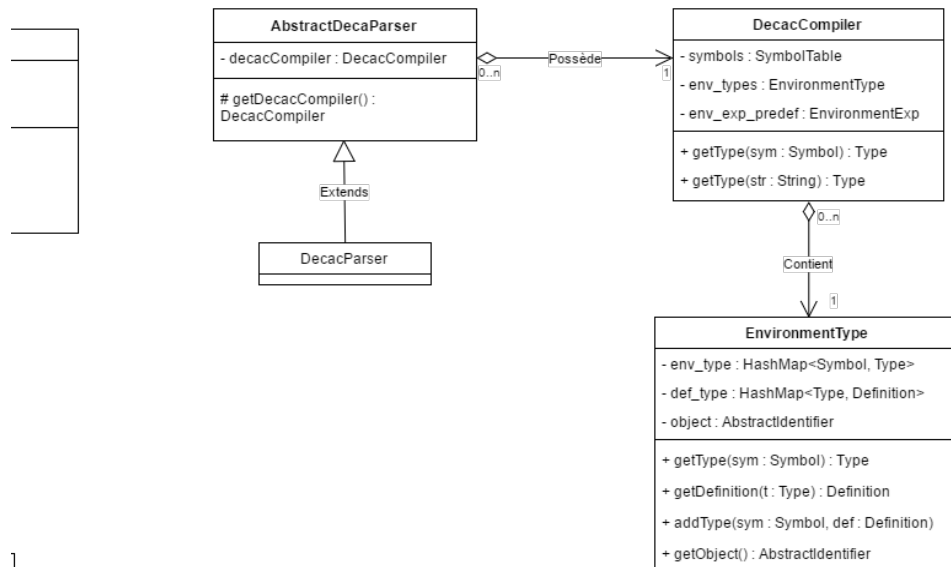 AbstractDecaParser
- decacCompiler : DecacCompiler
# getDecacCompiler() :
DecacCompiler
0..n
Possède
1
DecacCompiler
- symbols : SymbolTable
- env_types : EnvironmentType
- env_exp_predef : EnvironmentExp
+ getType(sym : Symbol) : Type
+ getType(str : String) : Type
Extends
DecacParser
0..n
Contient
1
EnvironmentType
- env_type : HashMap<Symbol, Type>
- def_type : HashMap<Type, Definition>
- object : AbstractIdentifier
+ getType(sym : Symbol) : Type
+ getDefinition(t : Type) : Definition
+ addType(sym : Symbol, def : Definition)
+ getObject() : AbstractIdentifier